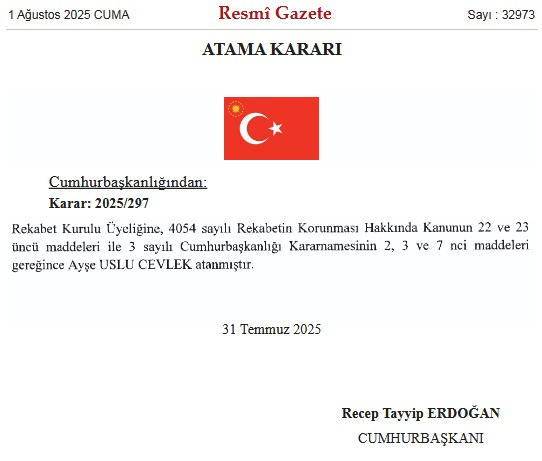 1 Ağustos 2025 CUMA Resmî Gazete Sayı : 32973
ATAMA KARARI
Cumhurbaşkanlığından:
Karar: 2025/297
Rekabet Kurulu Üyeliğine, 4054 sayılı Rekabetin Korunması Hakkında Kanunun 22 ve 23
üncü maddeleri ile 3 sayılı Cumhurbaşkanlığı Kararnamesinin 2, 3 ve 7 nci maddeleri
gereğince Ayşe USLU CEVLEK atanmıştır.
31 Temmuz 2025
Recep Tayyip ERDOĞAN
CUMHURBAŞKANI